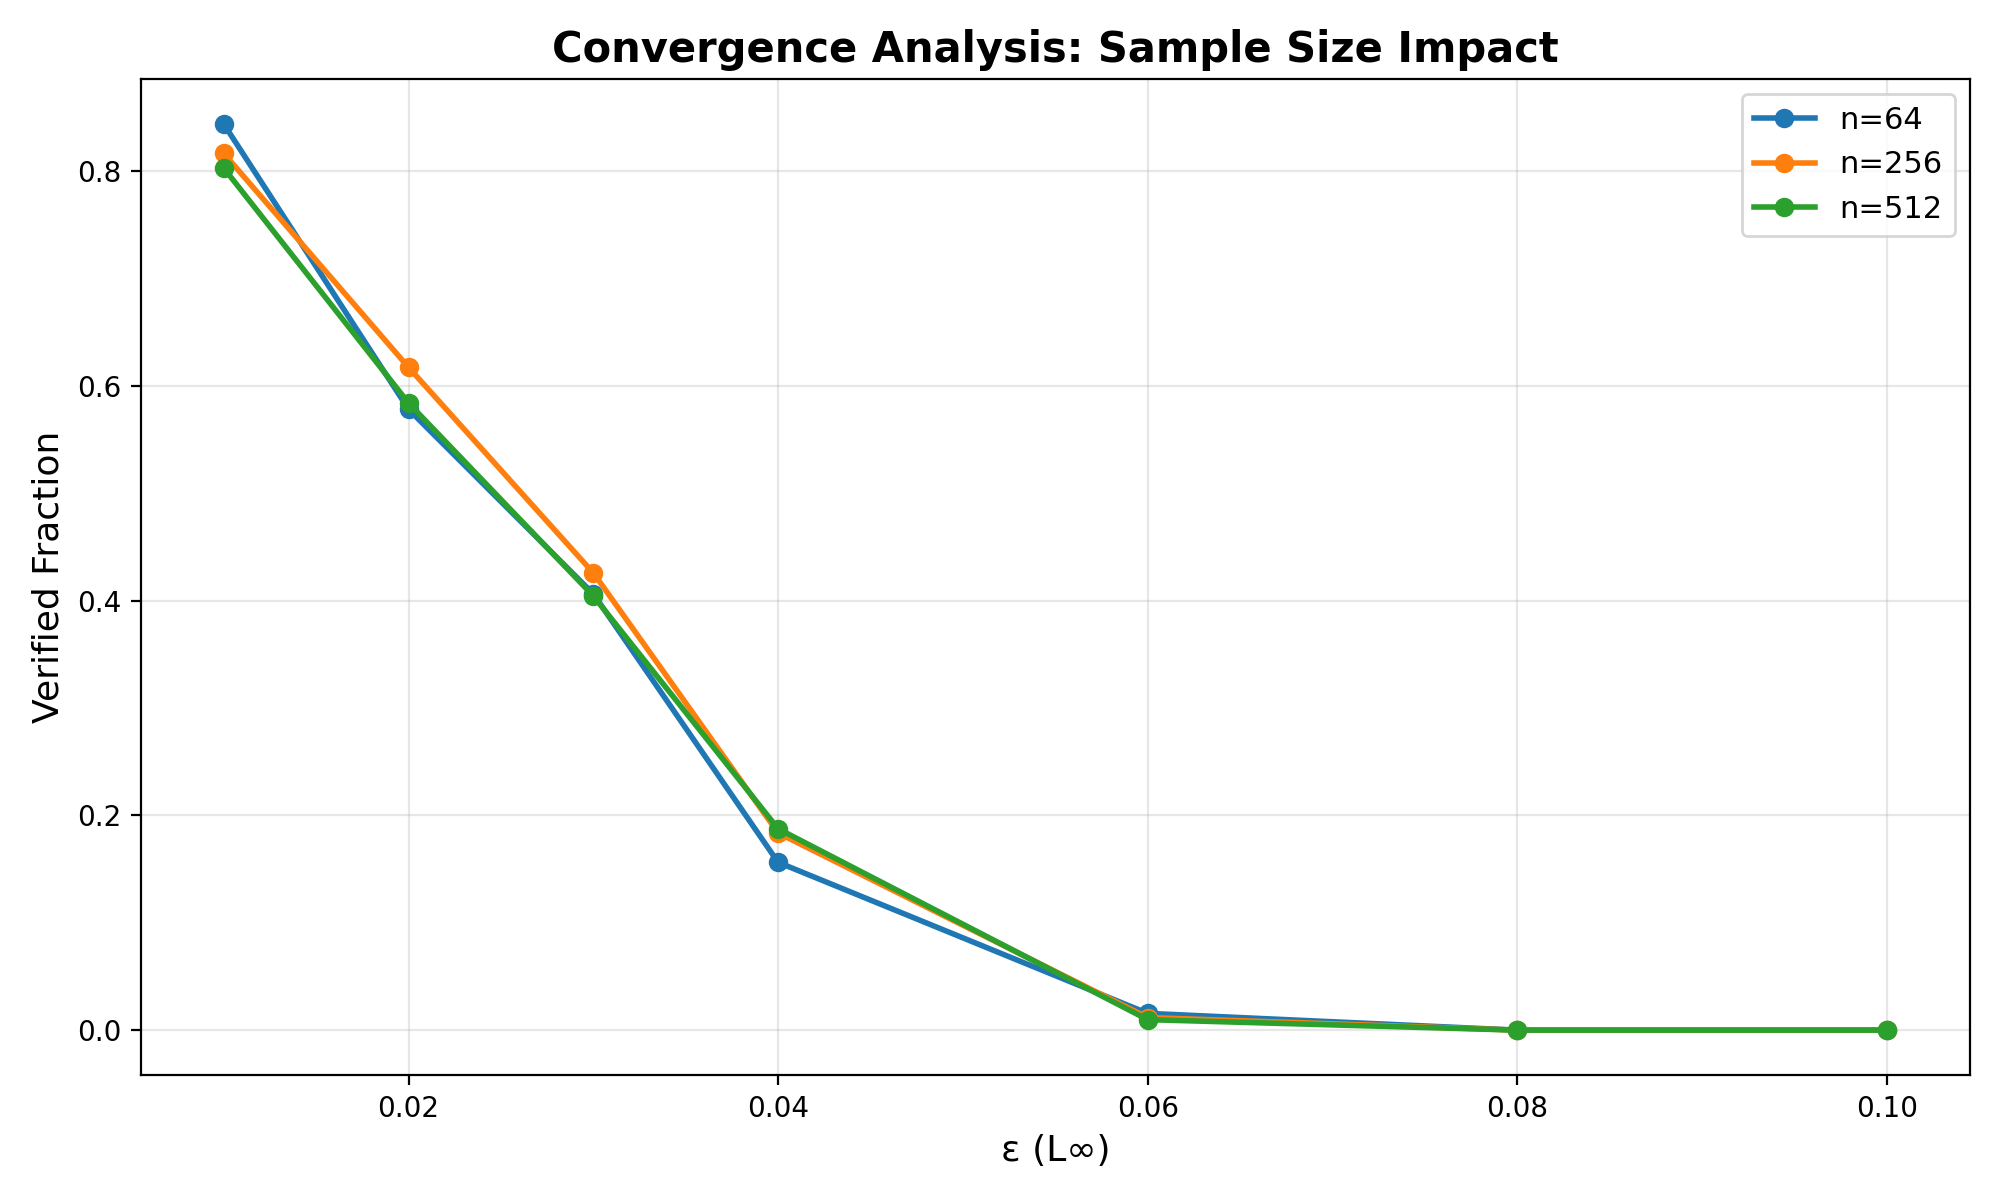 Convergence Analysis: Sample Size Impact
n=64
n=256
n=512
Verified Fraction
0.8
0.6
0.4
0.2
0.0
0.02 0.04 0.06 0.08 0.10
ε (L∞)